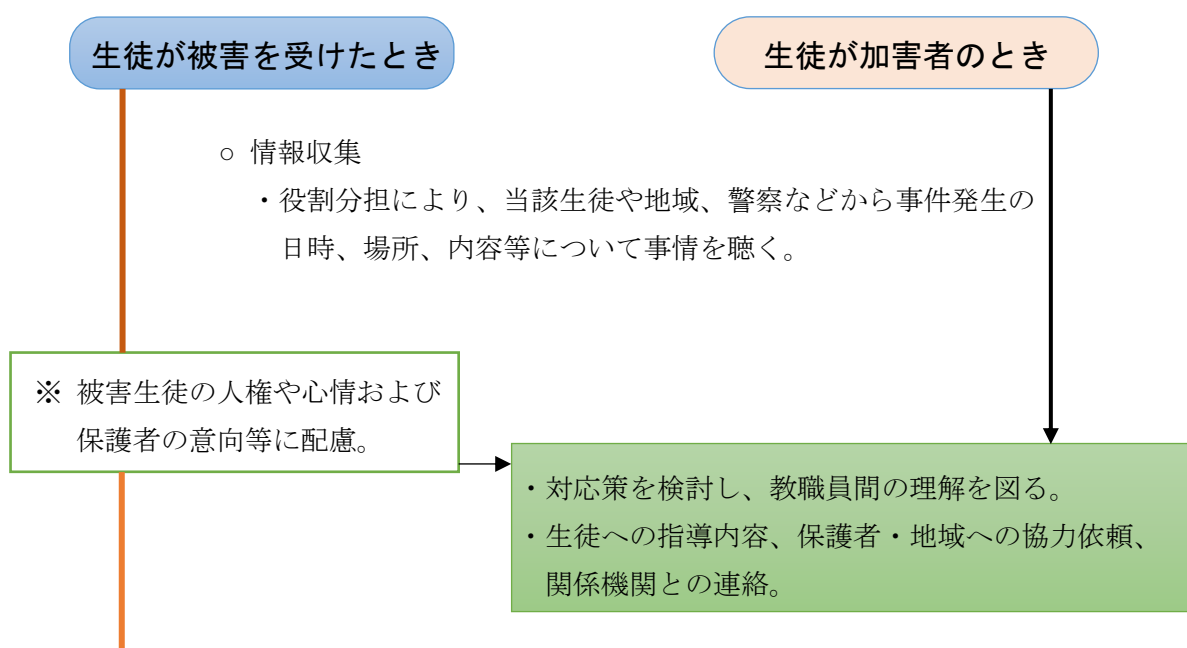 生徒が被害を受けたとき
生徒が加害者のとき
○ 情報収集
・役割分担により、当該生徒や地域、警察などから事件発生の
日時、場所、内容等について事情を聴く。
※ 被害生徒の人権や心情および
保護者の意向等に配慮。
・対応策を検討し、教職員間の理解を図る。
・生徒への指導内容、保護者・地域への協力依頼、
関係機関との連絡。